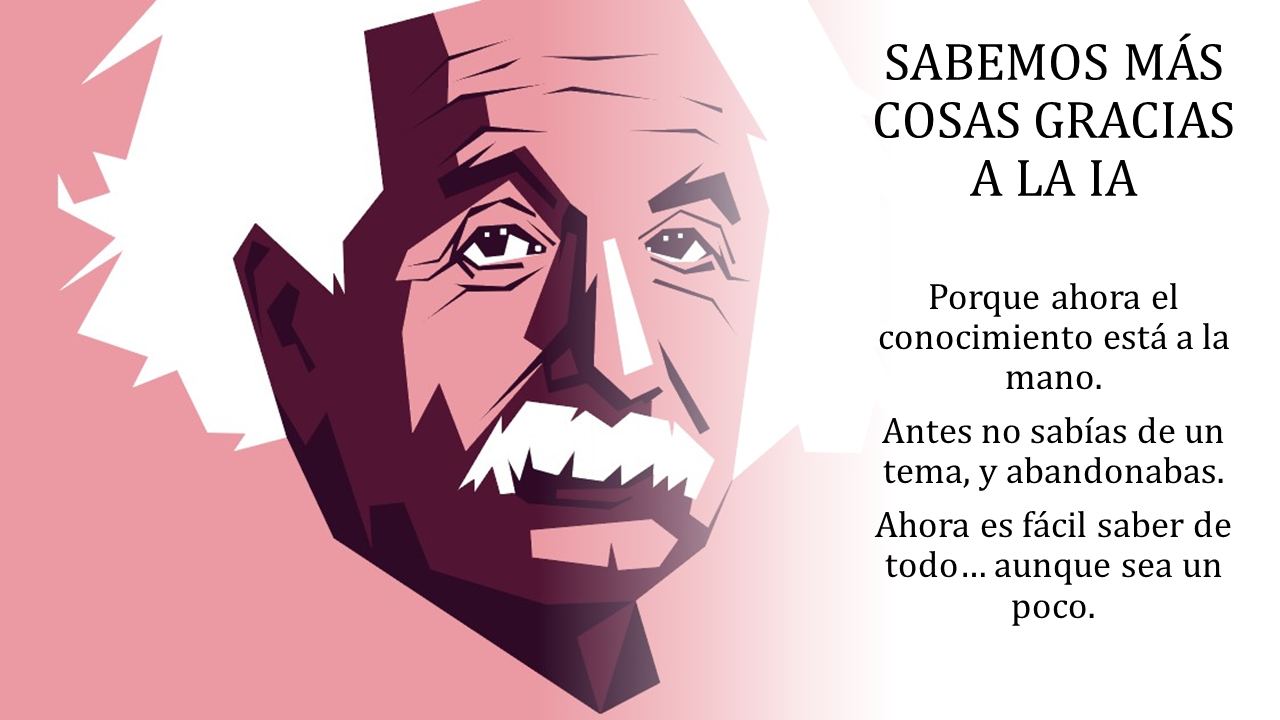 SABEMOS MÁS
COSAS GRACIAS
A LA IA
Porque ahora el
conocimiento está a la
mano.
Antes no sabías de un
tema, y abandonabas.
Ahora es fácil saber de
todo… aunque sea un
poco.